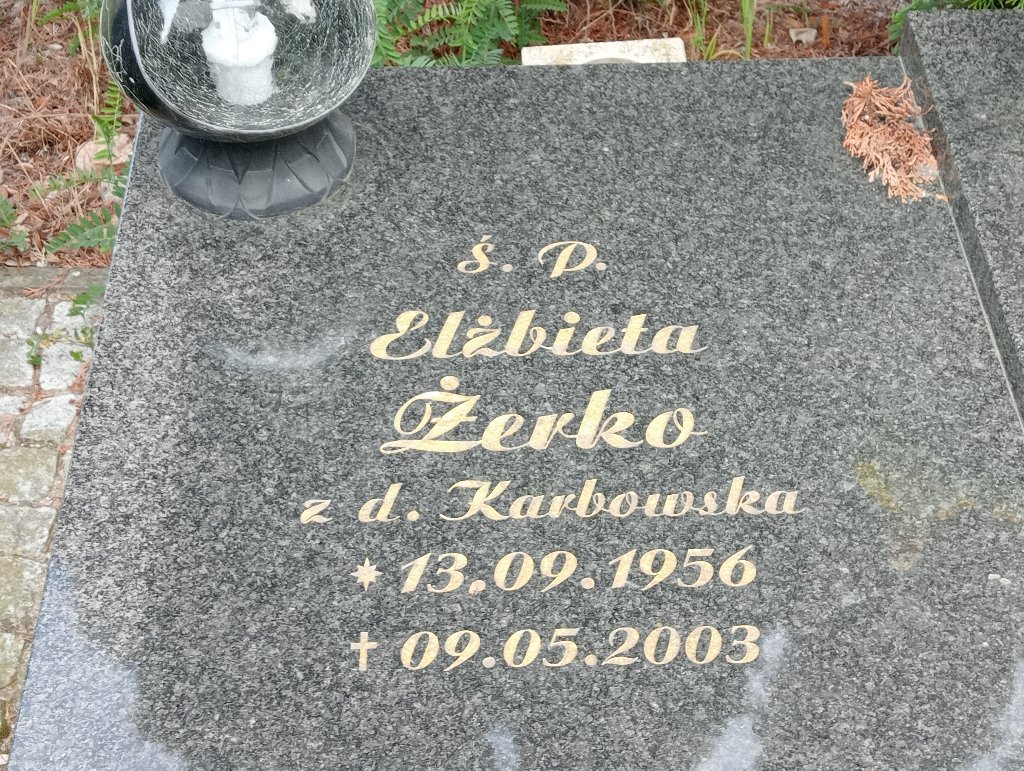 ś. P.
Elżbieta
Żerko
z d. Karbowska
* 13.09.1956
† 09.05.2003